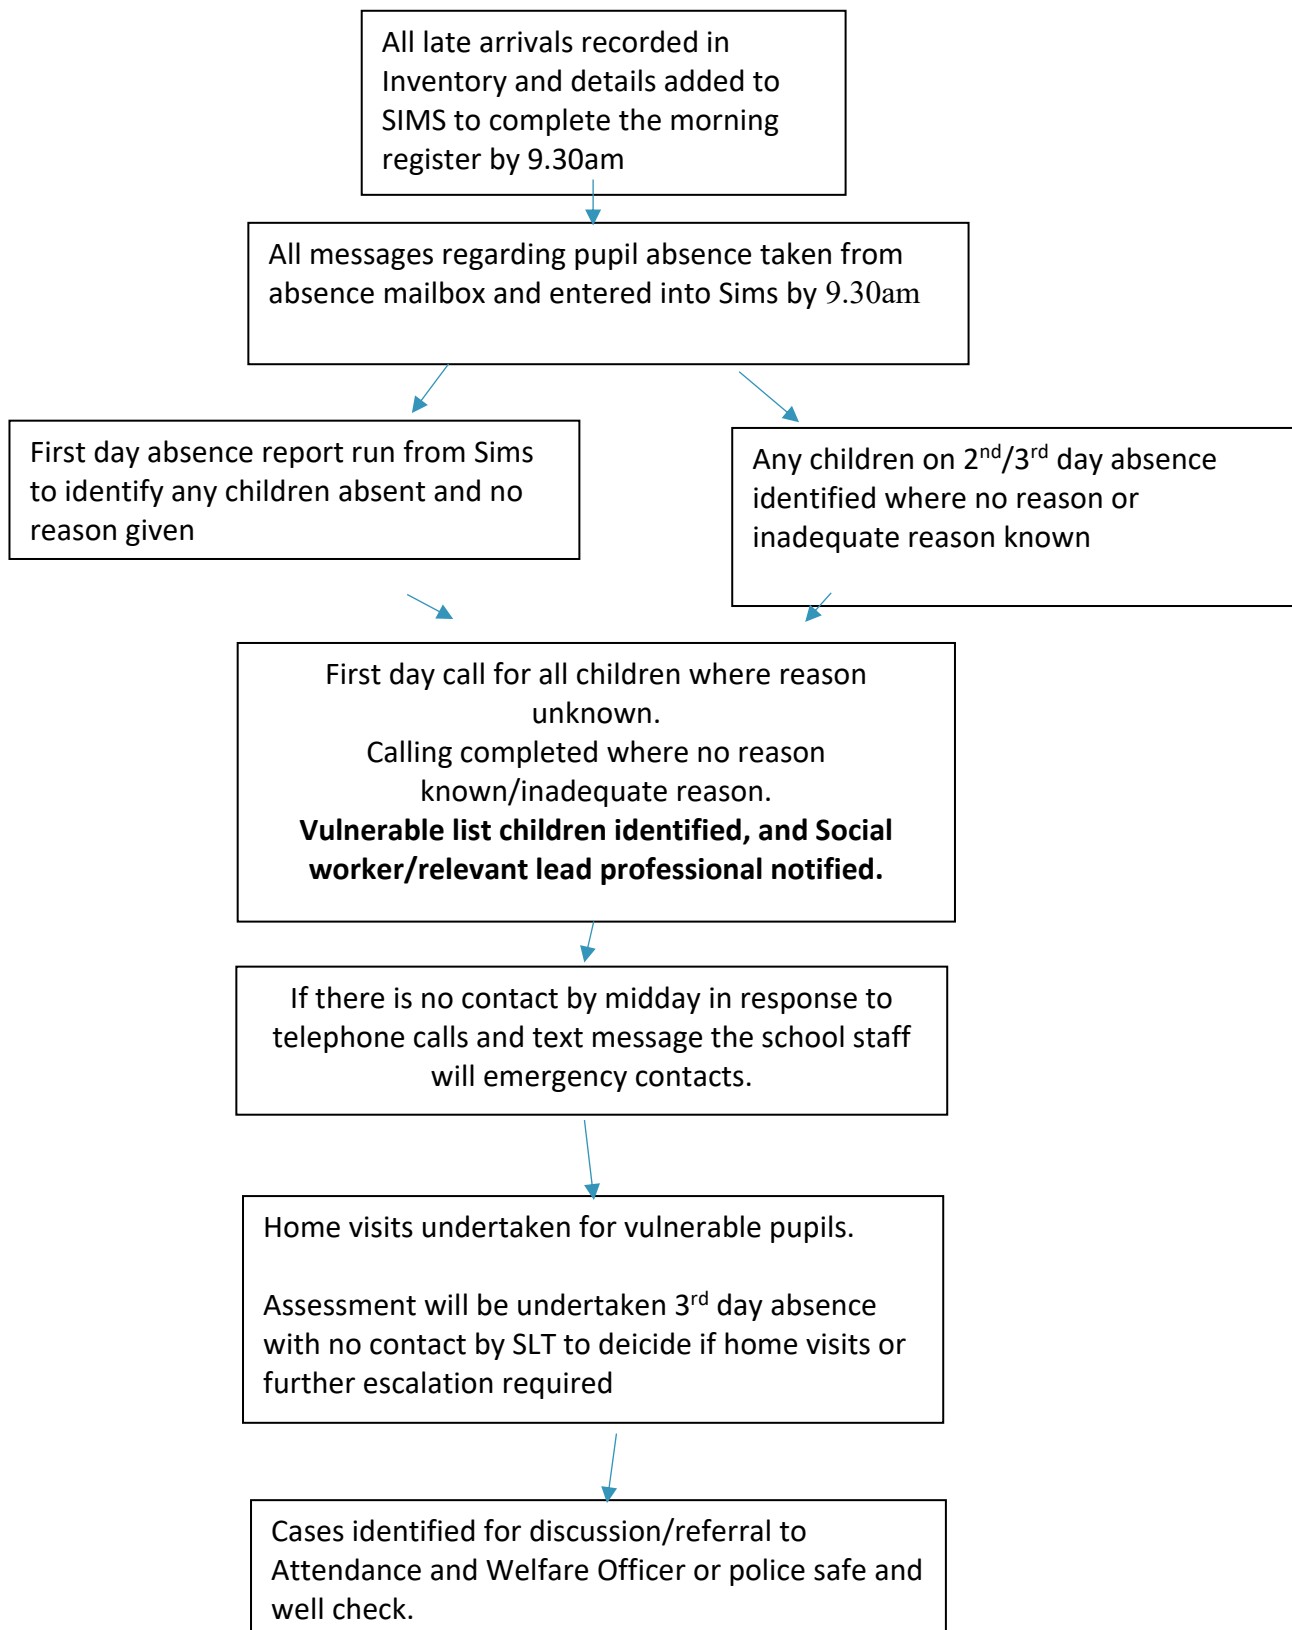 All late arrivals recorded in
Inventory and details added to
SIMS to complete the morning
register by 9.30am
All messages regarding pupil absence taken from
absence mailbox and entered into Sims by 9.30am
First day absence report run from Sims
to identify any children absent and no
reason given
Any children on 2nd/3rd day absence
identified where no reason or
inadequate reason known
First day call for all children where reason
unknown.
Calling completed where no reason
known/inadequate reason.
Vulnerable list children identified, and Social
worker/relevant lead professional notified.
If there is no contact by midday in response to
telephone calls and text message the school staff
will emergency contacts.
Home visits undertaken for vulnerable pupils.
Assessment will be undertaken 3rd day absence
with no contact by SLT to deicide if home visits or
further escalation required
Cases identified for discussion/referral to
Attendance and Welfare Officer or police safe and
well check.